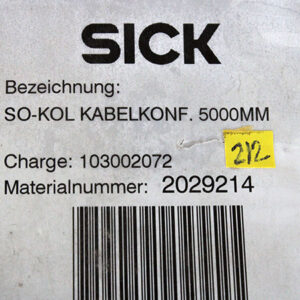 SICK
Bezeichnung:
SO-KOL KABELKONF. 5000MM
212
Charge: 103002072
Materialnummer: 2029214